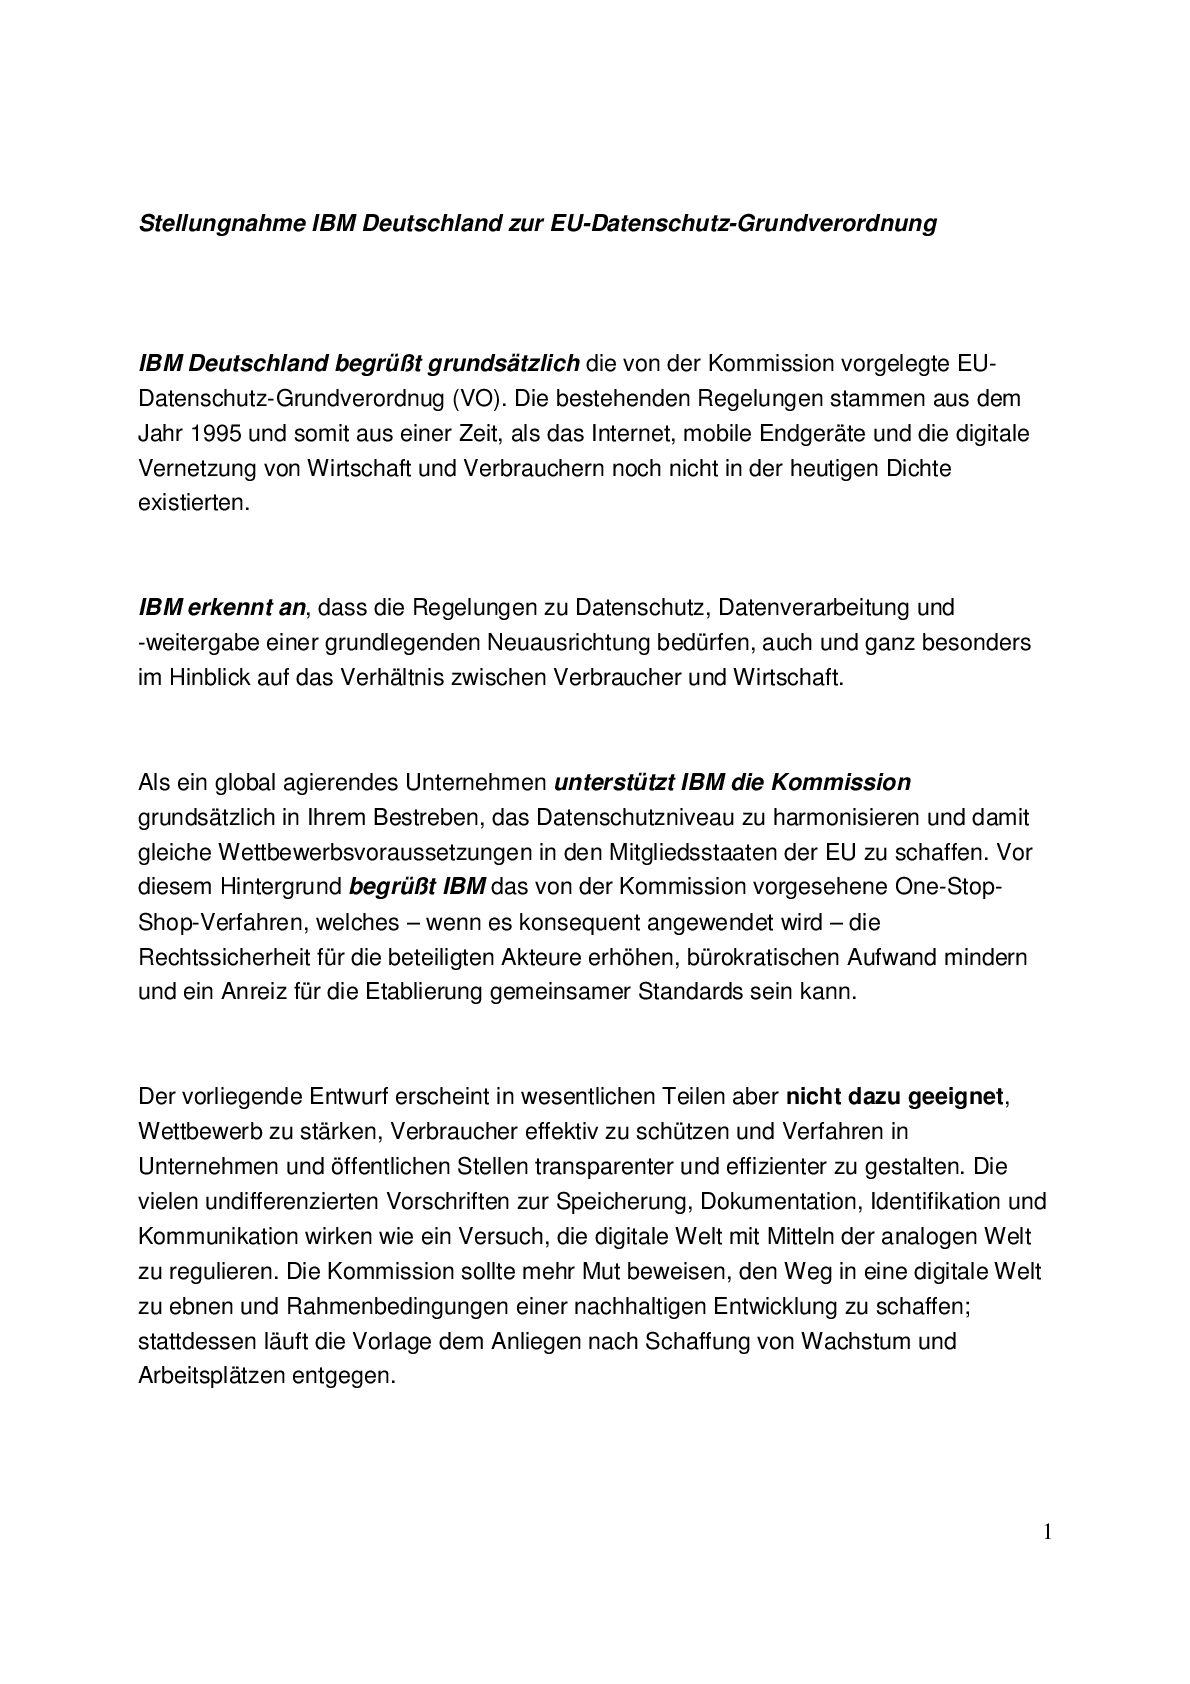 Stellungnahme IBM Deutschland zur EU-Datenschutz-Grundverordnung
IBM Deutschland begrüßt grundsätzlich die von der Kommission vorgelegte EU-
Datenschutz-Grundverordnug (VO). Die bestehenden Regelungen stammen aus dem
Jahr 1995 und somit aus einer Zeit, als das Internet, mobile Endgeräte und die digitale
Vernetzung von Wirtschaft und Verbrauchern noch nicht in der heutigen Dichte
existierten.
IBM erkennt an, dass die Regelungen zu Datenschutz, Datenverarbeitung und
-weitergabe einer grundlegenden Neuausrichtung bedürfen, auch und ganz besonders
im Hinblick auf das Verhältnis zwischen Verbraucher und Wirtschaft.
Als ein global agierendes Unternehmen unterstützt IBM die Kommission
grundsätzlich in Ihrem Bestreben, das Datenschutzniveau zu harmonisieren und damit
gleiche Wettbewerbsvoraussetzungen in den Mitgliedsstaaten der EU zu schaffen. Vor
diesem Hintergrund begrüßt IBM das von der Kommission vorgesehene One-Stop-
Shop-Verfahren, welches – wenn es konsequent angewendet wird – die
Rechtssicherheit für die beteiligten Akteure erhöhen, bürokratischen Aufwand mindern
und ein Anreiz für die Etablierung gemeinsamer Standards sein kann.
Der vorliegende Entwurf erscheint in wesentlichen Teilen aber nicht dazu geeignet,
Wettbewerb zu stärken, Verbraucher effektiv zu schützen und Verfahren in
Unternehmen und öffentlichen Stellen transparenter und effizienter zu gestalten. Die
vielen undifferenzierten Vorschriften zur Speicherung, Dokumentation, Identifikation und
Kommunikation wirken wie ein Versuch, die digitale Welt mit Mitteln der analogen Welt
zu regulieren. Die Kommission sollte mehr Mut beweisen, den Weg in eine digitale Welt
zu ebnen und Rahmenbedingungen einer nachhaltigen Entwicklung zu schaffen;
stattdessen läuft die Vorlage dem Anliegen nach Schaffung von Wachstum und
Arbeitsplätzen entgegen.
1